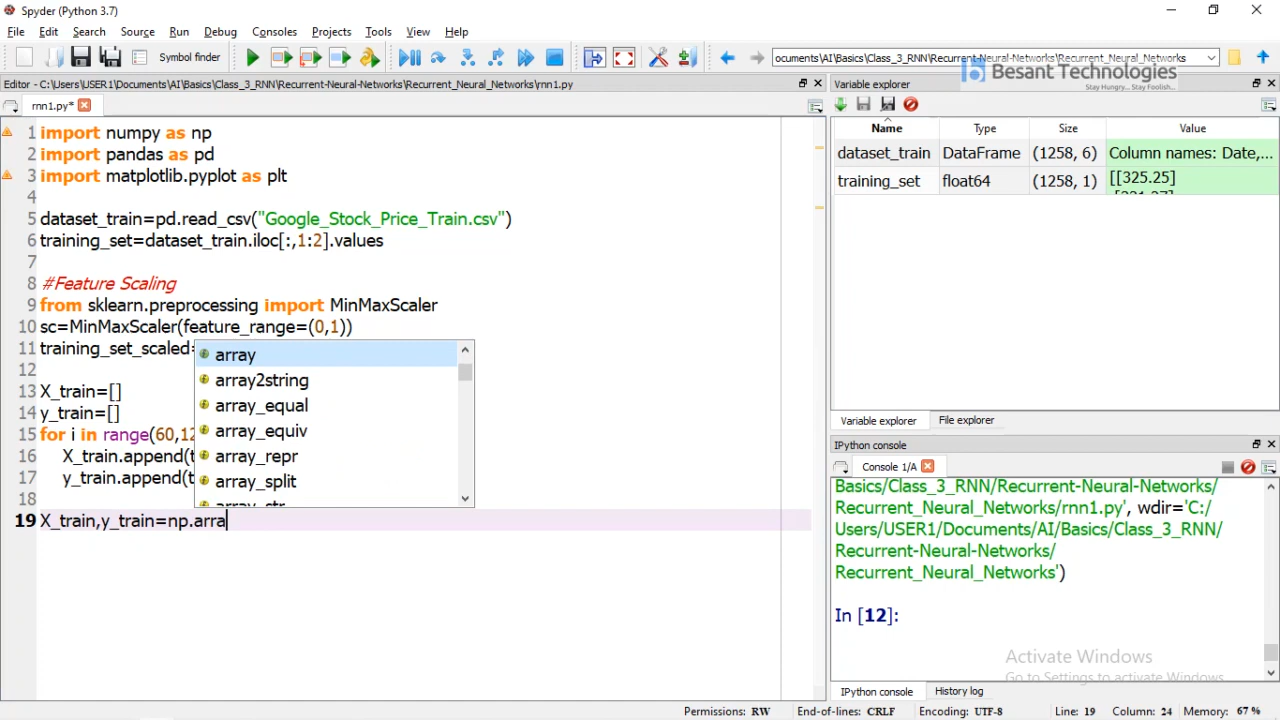 Spyder (Python 3.7)
File Edit Search Source Run Debug Consoles Projects Tools View Help
Symbol finder
ocuments\AI\Basics\Class_3_RNN\Recurrent-Neural-Networks\Recurrent_Neural_Networks
Besant Technologies
Stay Hungry... Stay Foolish...
Editor - C:\Users\USER1\Documents\AI\Basics\Class_3_RNN\Recurrent-Neural-Networks\Recurrent_Neural_Networks\rnn1.py
rnn1.py*
1 import numpy as np
2 import pandas as pd
3 import matplotlib.pyplot as plt
4
5 dataset_train=pd.read_csv("Google_Stock_Price_Train.csv")
6 training_set=dataset_train.iloc[:,1:2].values
7
8 #Feature Scaling
9 from sklearn.preprocessing import MinMaxScaler
10 sc=MinMaxScaler(feature_range=(0,1))
11 training_set_scaled=
12
13 X_train=[]
14 y_train=[]
15 for i in range(60,12
16 X_train.append(t
17 y_train.append(t
18
19 X_train,y_train=np.arra
array
array2string
array_equal
array_equiv
array_repr
array_split
array_str
Variable explorer
Name Type Size Value
dataset_train DataFrame (1258, 6) Column names: Date,...
training_set float64 (1258, 1) [[325.25]
Variable explorer File explorer
IPython console
Console 1/A
Basics/Class_3_RNN/Recurrent-Neural-Networks/
Recurrent_Neural_Networks/rnn1.py', wdir='C:/
Users/USER1/Documents/AI/Basics/Class_3_RNN/
Recurrent-Neural-Networks/
Recurrent_Neural_Networks')
In [12]:
Activate Windows
Go to Settings to activate Windows.
IPython console History log
Permissions: RW End-of-lines: CRLF Encoding: UTF-8 Line: 19 Column: 24 Memory: 67 %